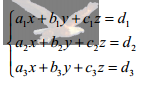 a₁x + b₁y + c₁z = d₁
a₂x + b₂y + c₂z = d₂
a₃x + b₃y + c₃z = d₃